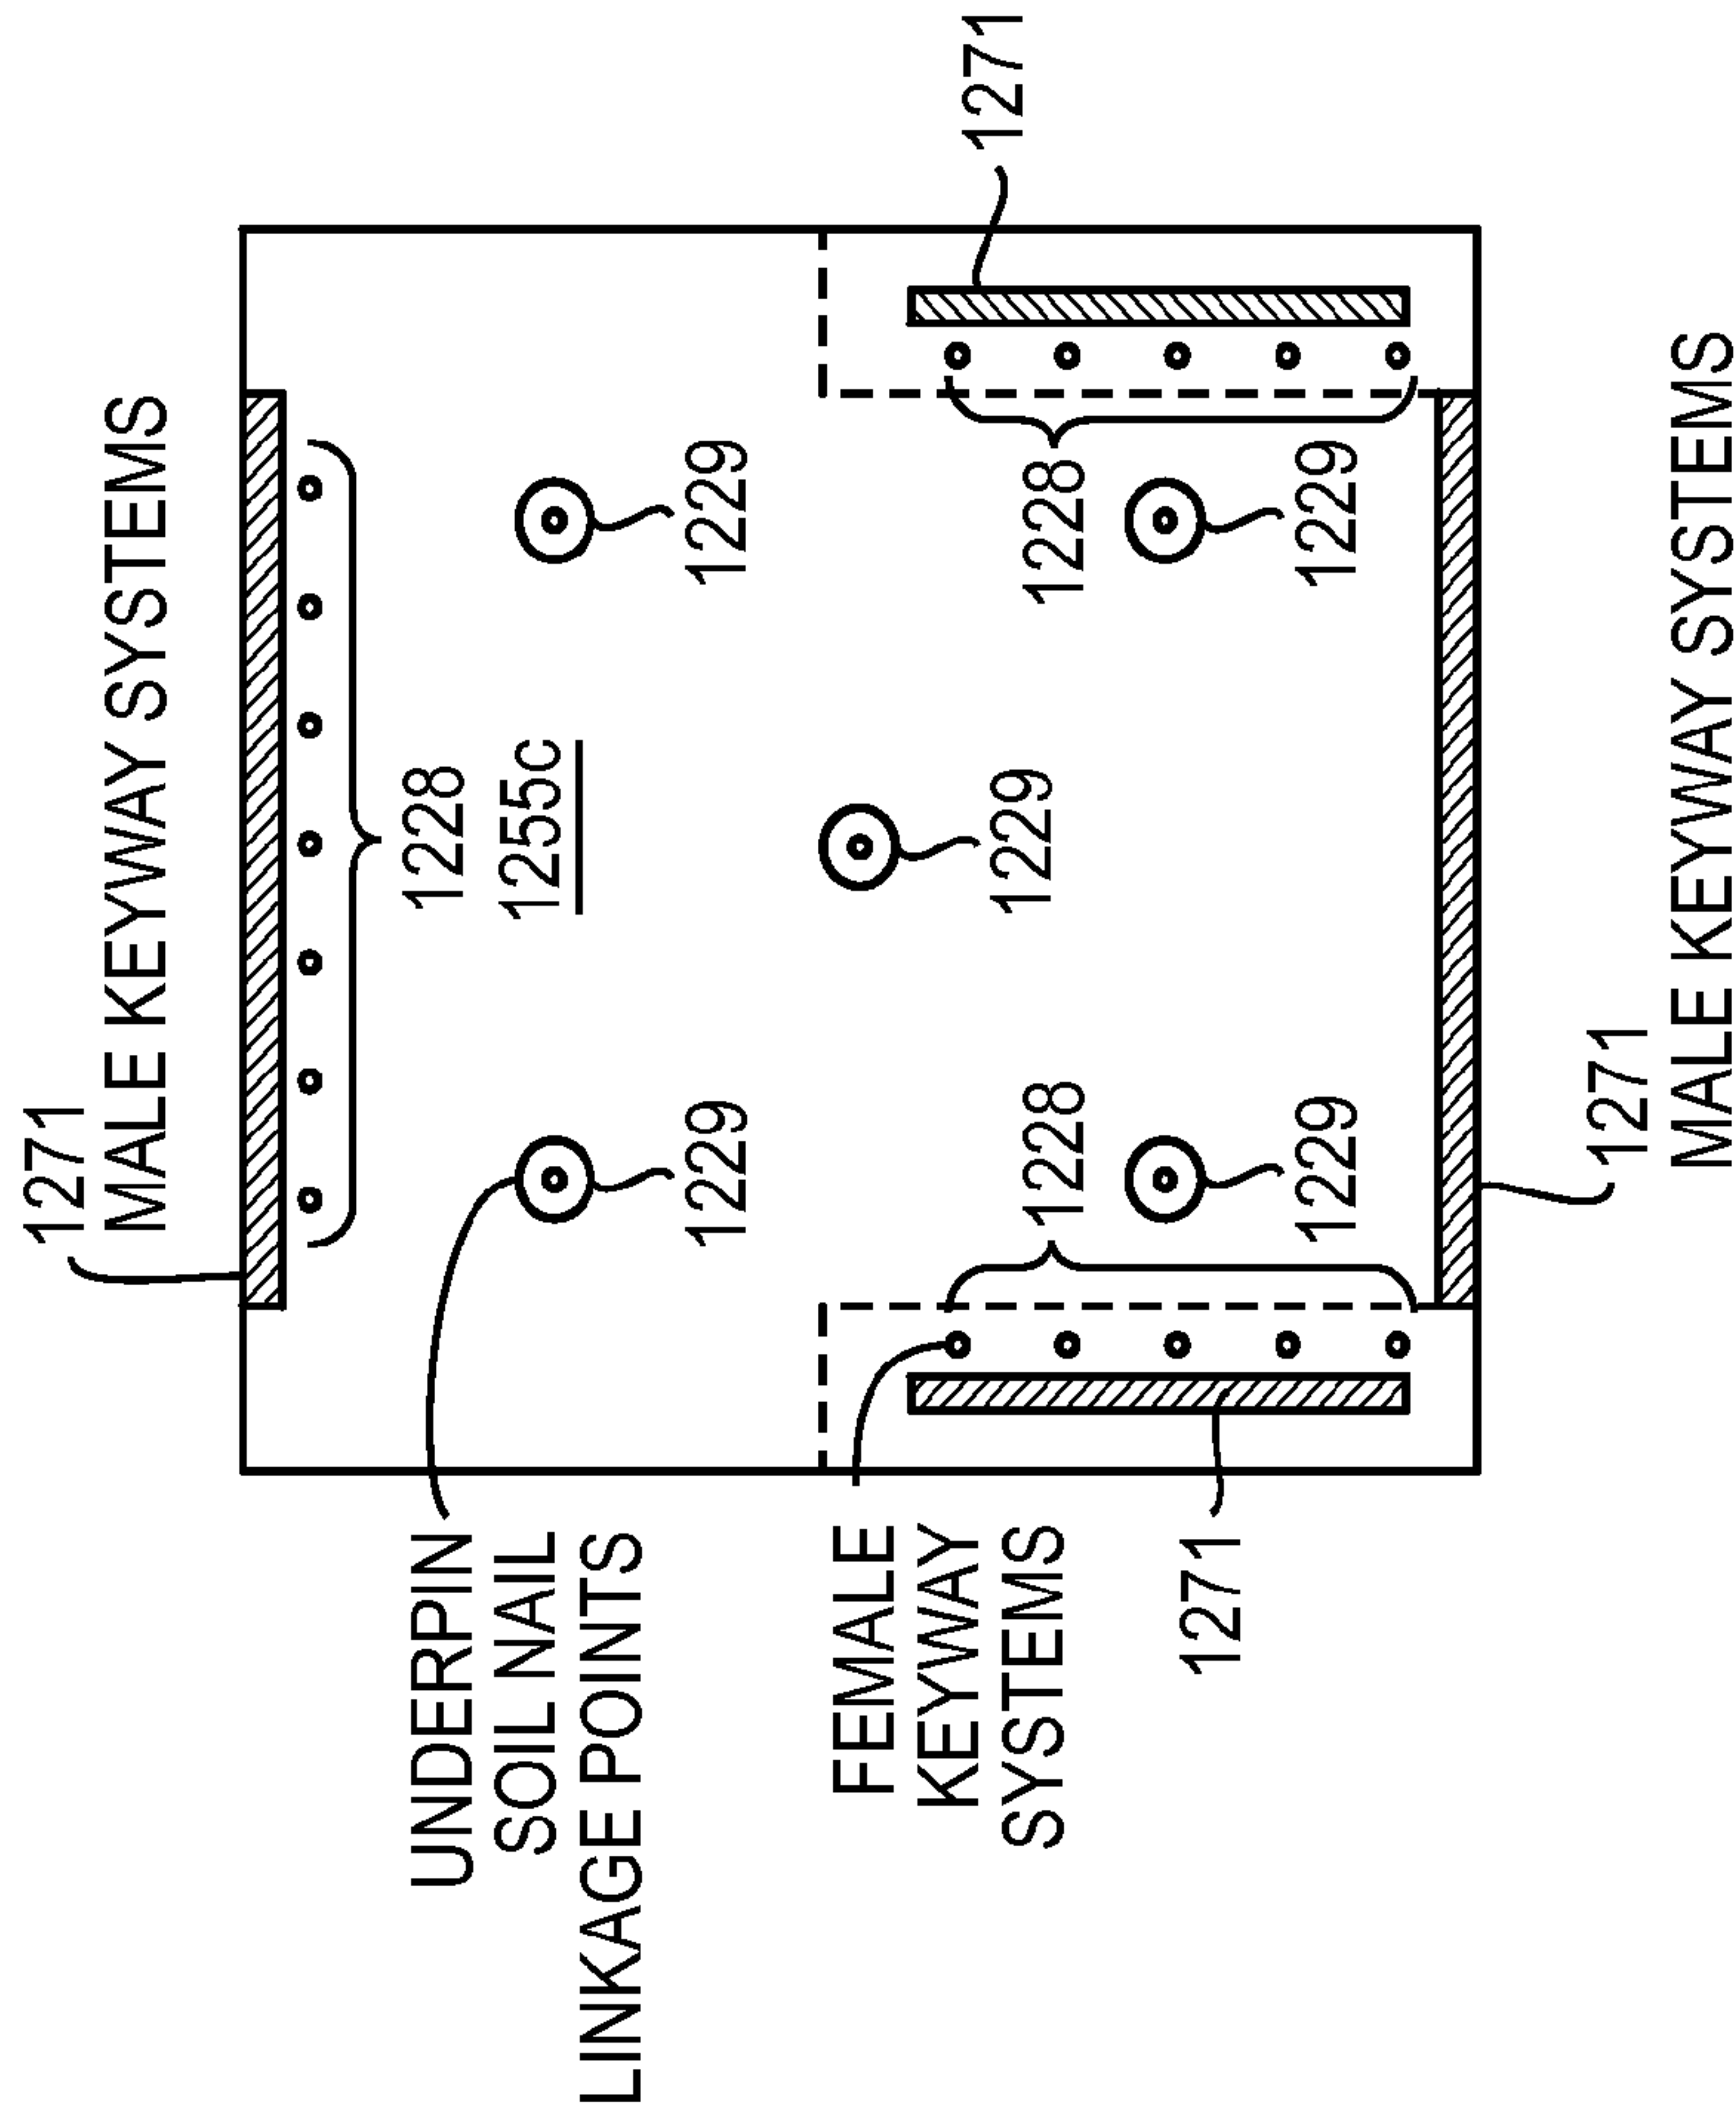 1271
MALE KEYWAY SYSTEMS
1228
1255c
UNDERPIN
SOIL NAIL
LINKAGE POINTS
1229
1229
FEMALE
KEYWAY
SYSTEMS
1229
1271
1228
1228
1271
1229
1229
1271
MALE KEYWAY SYSTEMS